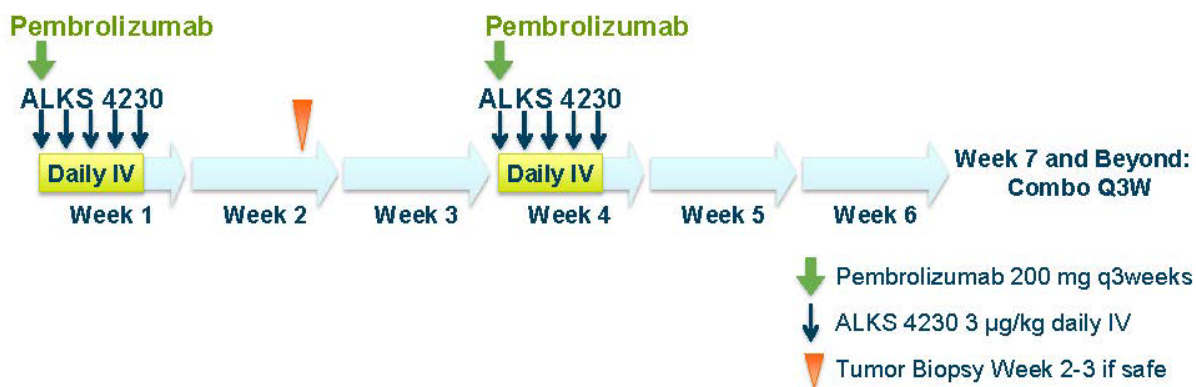 Pembrolizumab
Pembrolizumab
ALKS 4230
ALKS 4230
Daily IV
Daily IV
Week 1
Week 2
Week 3
Week 4
Week 5
Week 6
Week 7 and Beyond:
Combo Q3W
Pembrolizumab 200 mg q3weeks
ALKS 4230 3 µg/kg daily IV
Tumor Biopsy Week 2-3 if safe